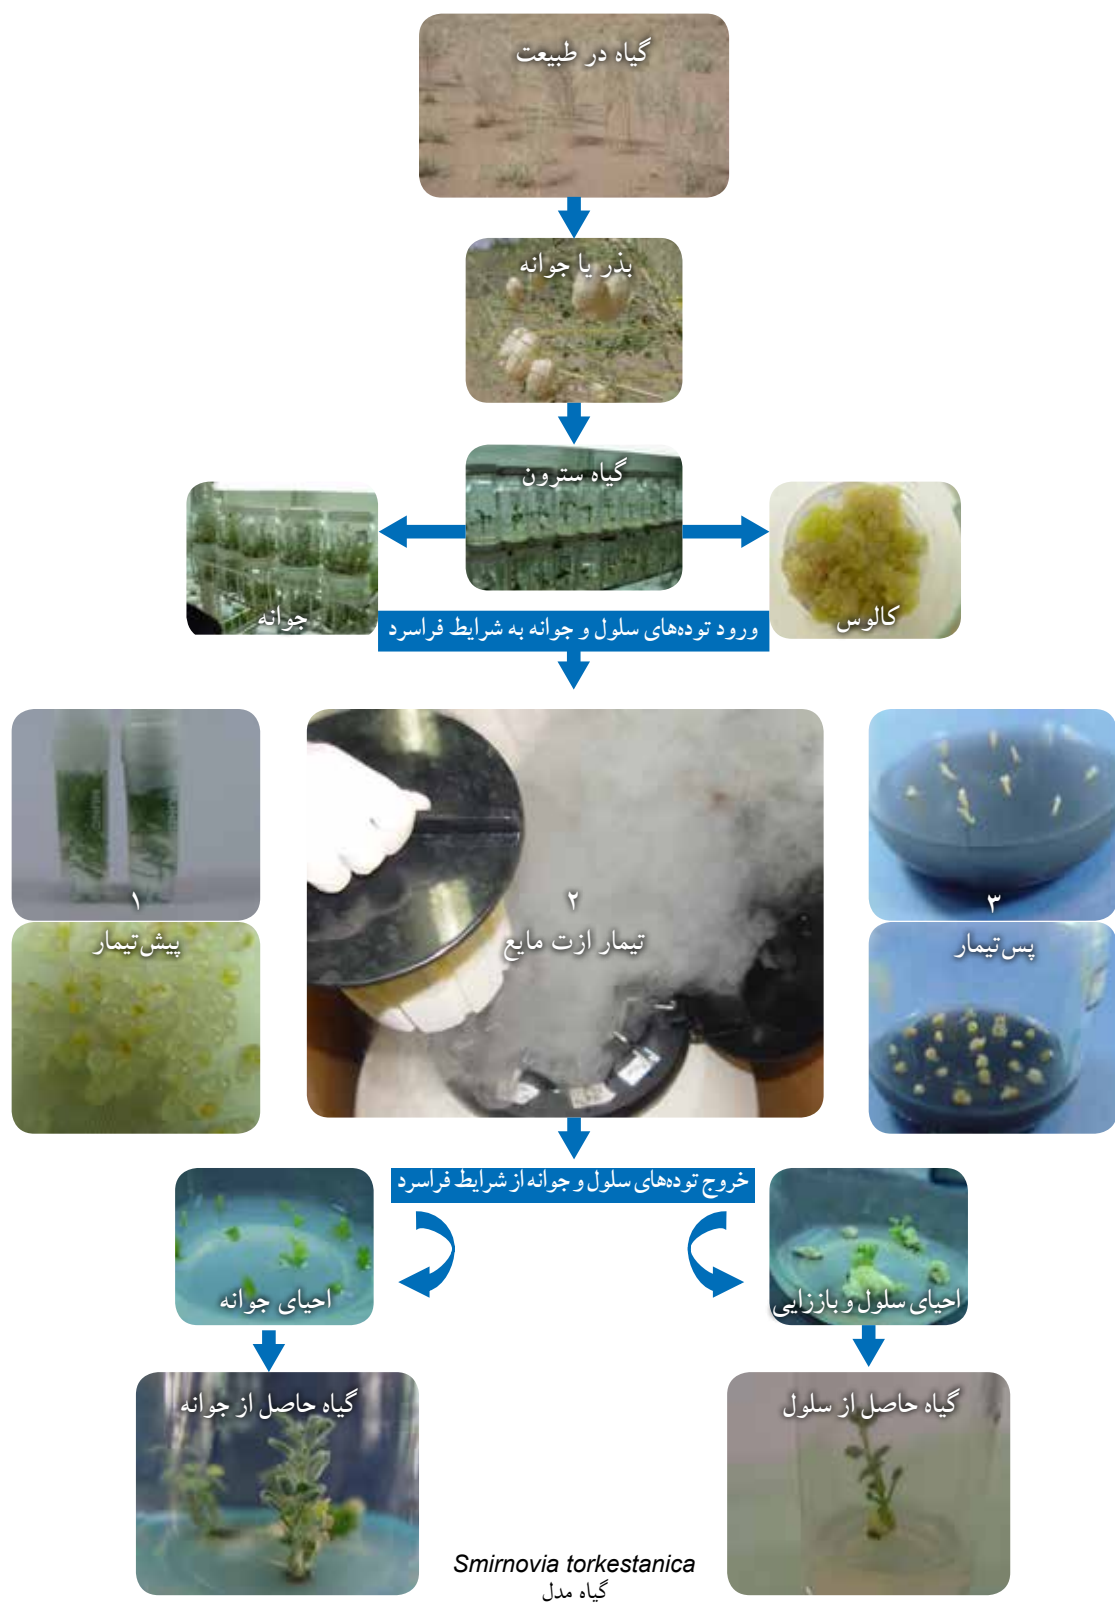 گیاه در طبیعت
بذر یا جوانه
گیاه سترون
جوانه
کالوس
ورود توده‌های سلول و جوانه به شرایط فراسرد
۱
پیش‌تیمار
۲
تیمار ازت مایع
۳
پس‌تیمار
خروج توده‌های سلول و جوانه از شرایط فراسرد
احیای جوانه
احیای سلول و باززایی
گیاه حاصل از جوانه
گیاه حاصل از سلول
Smirnovia torkestanica
گیاه مدل